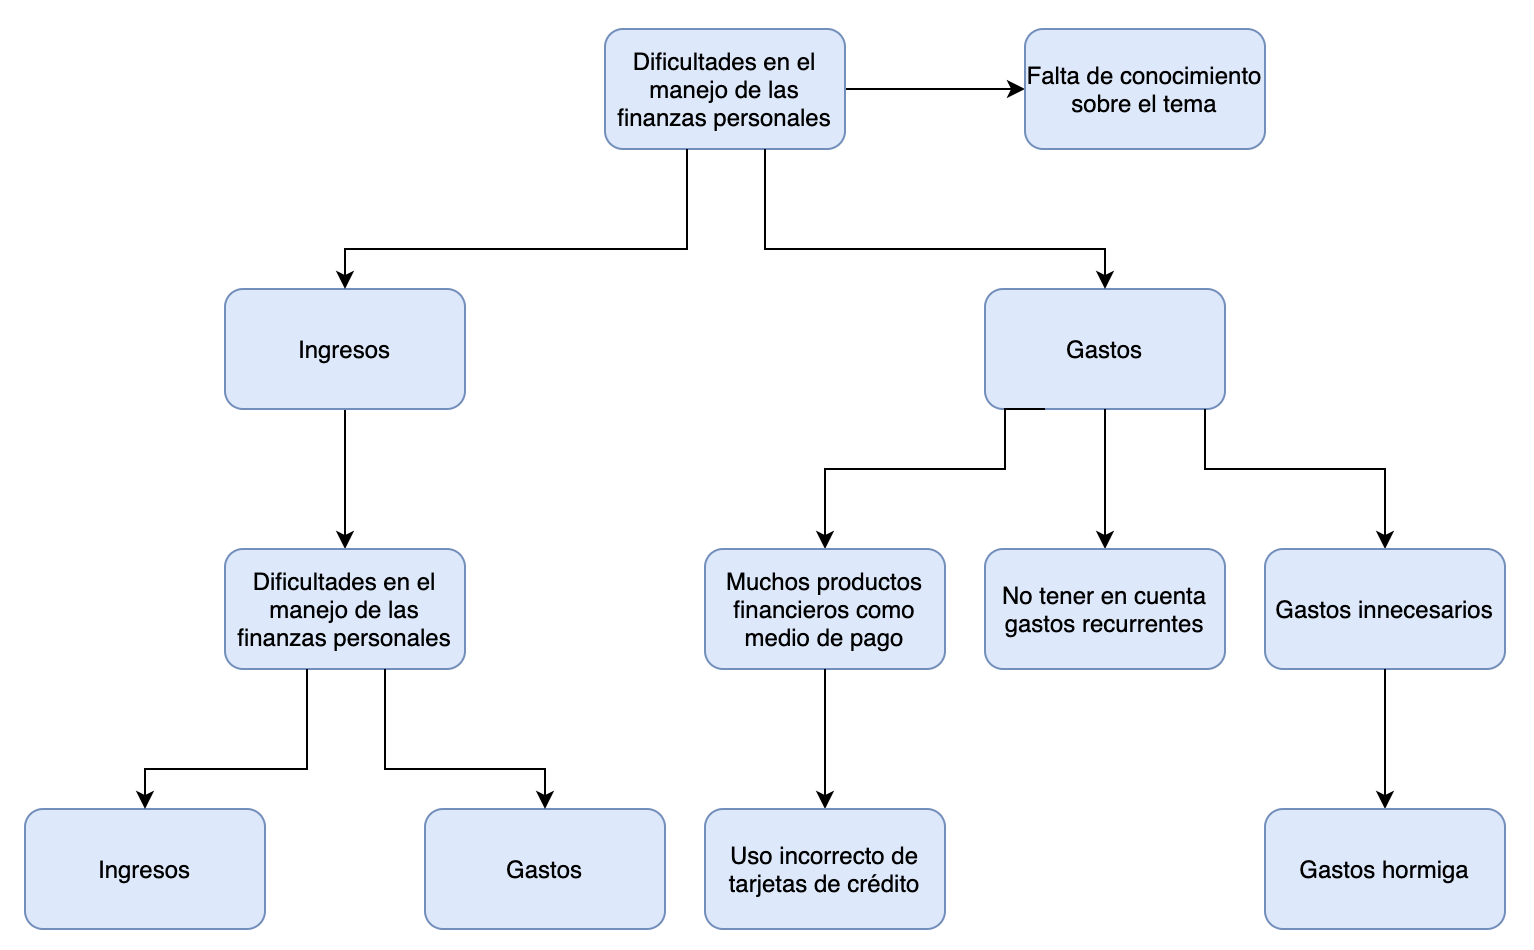 Dificultades en el
manejo de las
finanzas personales
Falta de conocimiento
sobre el tema
Ingresos
Gastos
Dificultades en el
manejo de las
finanzas personales
Muchos productos
financieros como
medio de pago
No tener en cuenta
gastos recurrentes
Gastos innecesarios
Ingresos
Gastos
Uso incorrecto de
tarjetas de crédito
Gastos hormiga